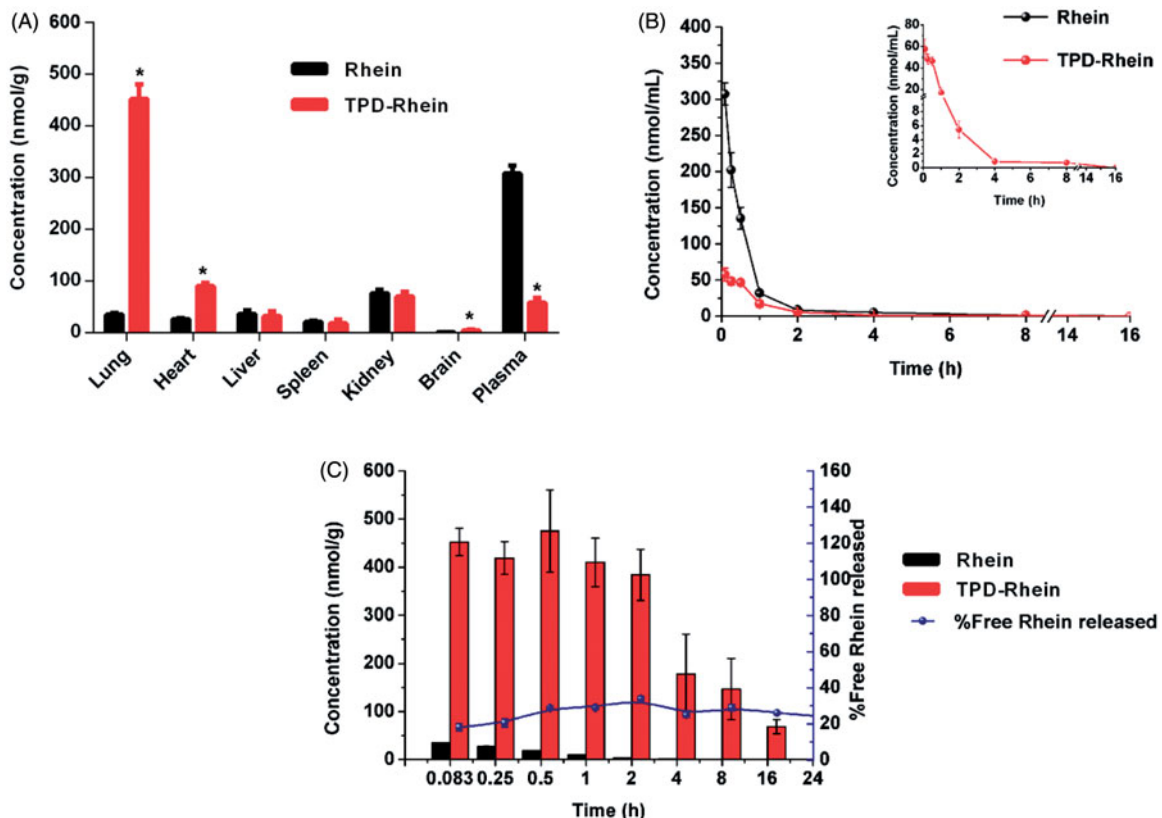 (A)
600
500
400
300
200
100
0
Concentration (nmol/g)
Rhein
TPD-Rhein
*
*
*
*
Lung
Heart
Liver
Spleen
Kidney
Brain
Plasma
(B)
400
350
300
250
200
150
100
50
0
Concentration (nmol/mL)
0 2 4 6 8 14 16
Time (h)
80
60
40
20
8
6
4
2
0
Concentration (nmol/mL)
0 2 4 6 8 14 16
Time (h)
Rhein
TPD-Rhein
(C)
600
500
400
300
200
100
0
Concentration (nmol/g)
0.083 0.25 0.5 1 2 4 8 16 24
Time (h)
160
140
120
100
80
60
40
20
0
%Free Rhein released
Rhein
TPD-Rhein
%Free Rhein released